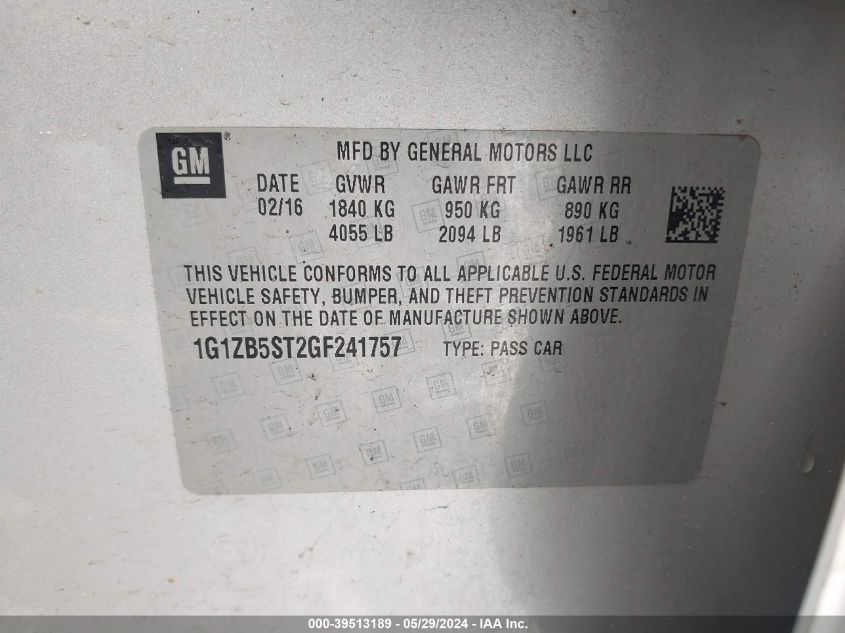 GM ®
MFD BY GENERAL MOTORS LLC
DATE GVWR GAWR FRT GAWR RR
02/16 1840 KG 950 KG 890 KG
4055 LB 2094 LB 1961 LB
THIS VEHICLE CONFORMS TO ALL APPLICABLE U.S. FEDERAL MOTOR
VEHICLE SAFETY, BUMPER, AND THEFT PREVENTION STANDARDS IN
EFFECT ON THE DATE OF MANUFACTURE SHOWN ABOVE.
1G1ZB5ST2GF241757 TYPE: PASS CAR
000-39513189 - 05/29/2024 - IAA Inc.